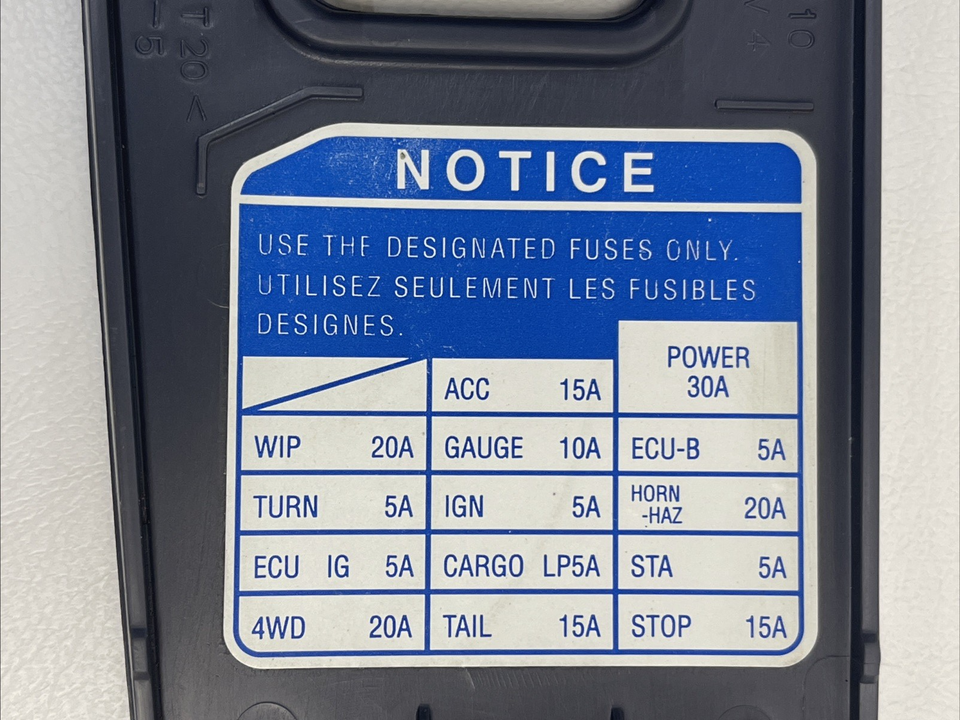 NOTICE
USE THE DESIGNATED FUSES ONLY.
UTILISEZ SEULEMENT LES FUSIBLES
DESIGNES.
POWER
30A
ACC 15A
WIP 20A GAUGE 10A ECU-B 5A
TURN 5A IGN 5A HORN
-HAZ 20A
ECU IG 5A CARGO LP5A STA 5A
4WD 20A TAIL 15A STOP 15A
T20
10